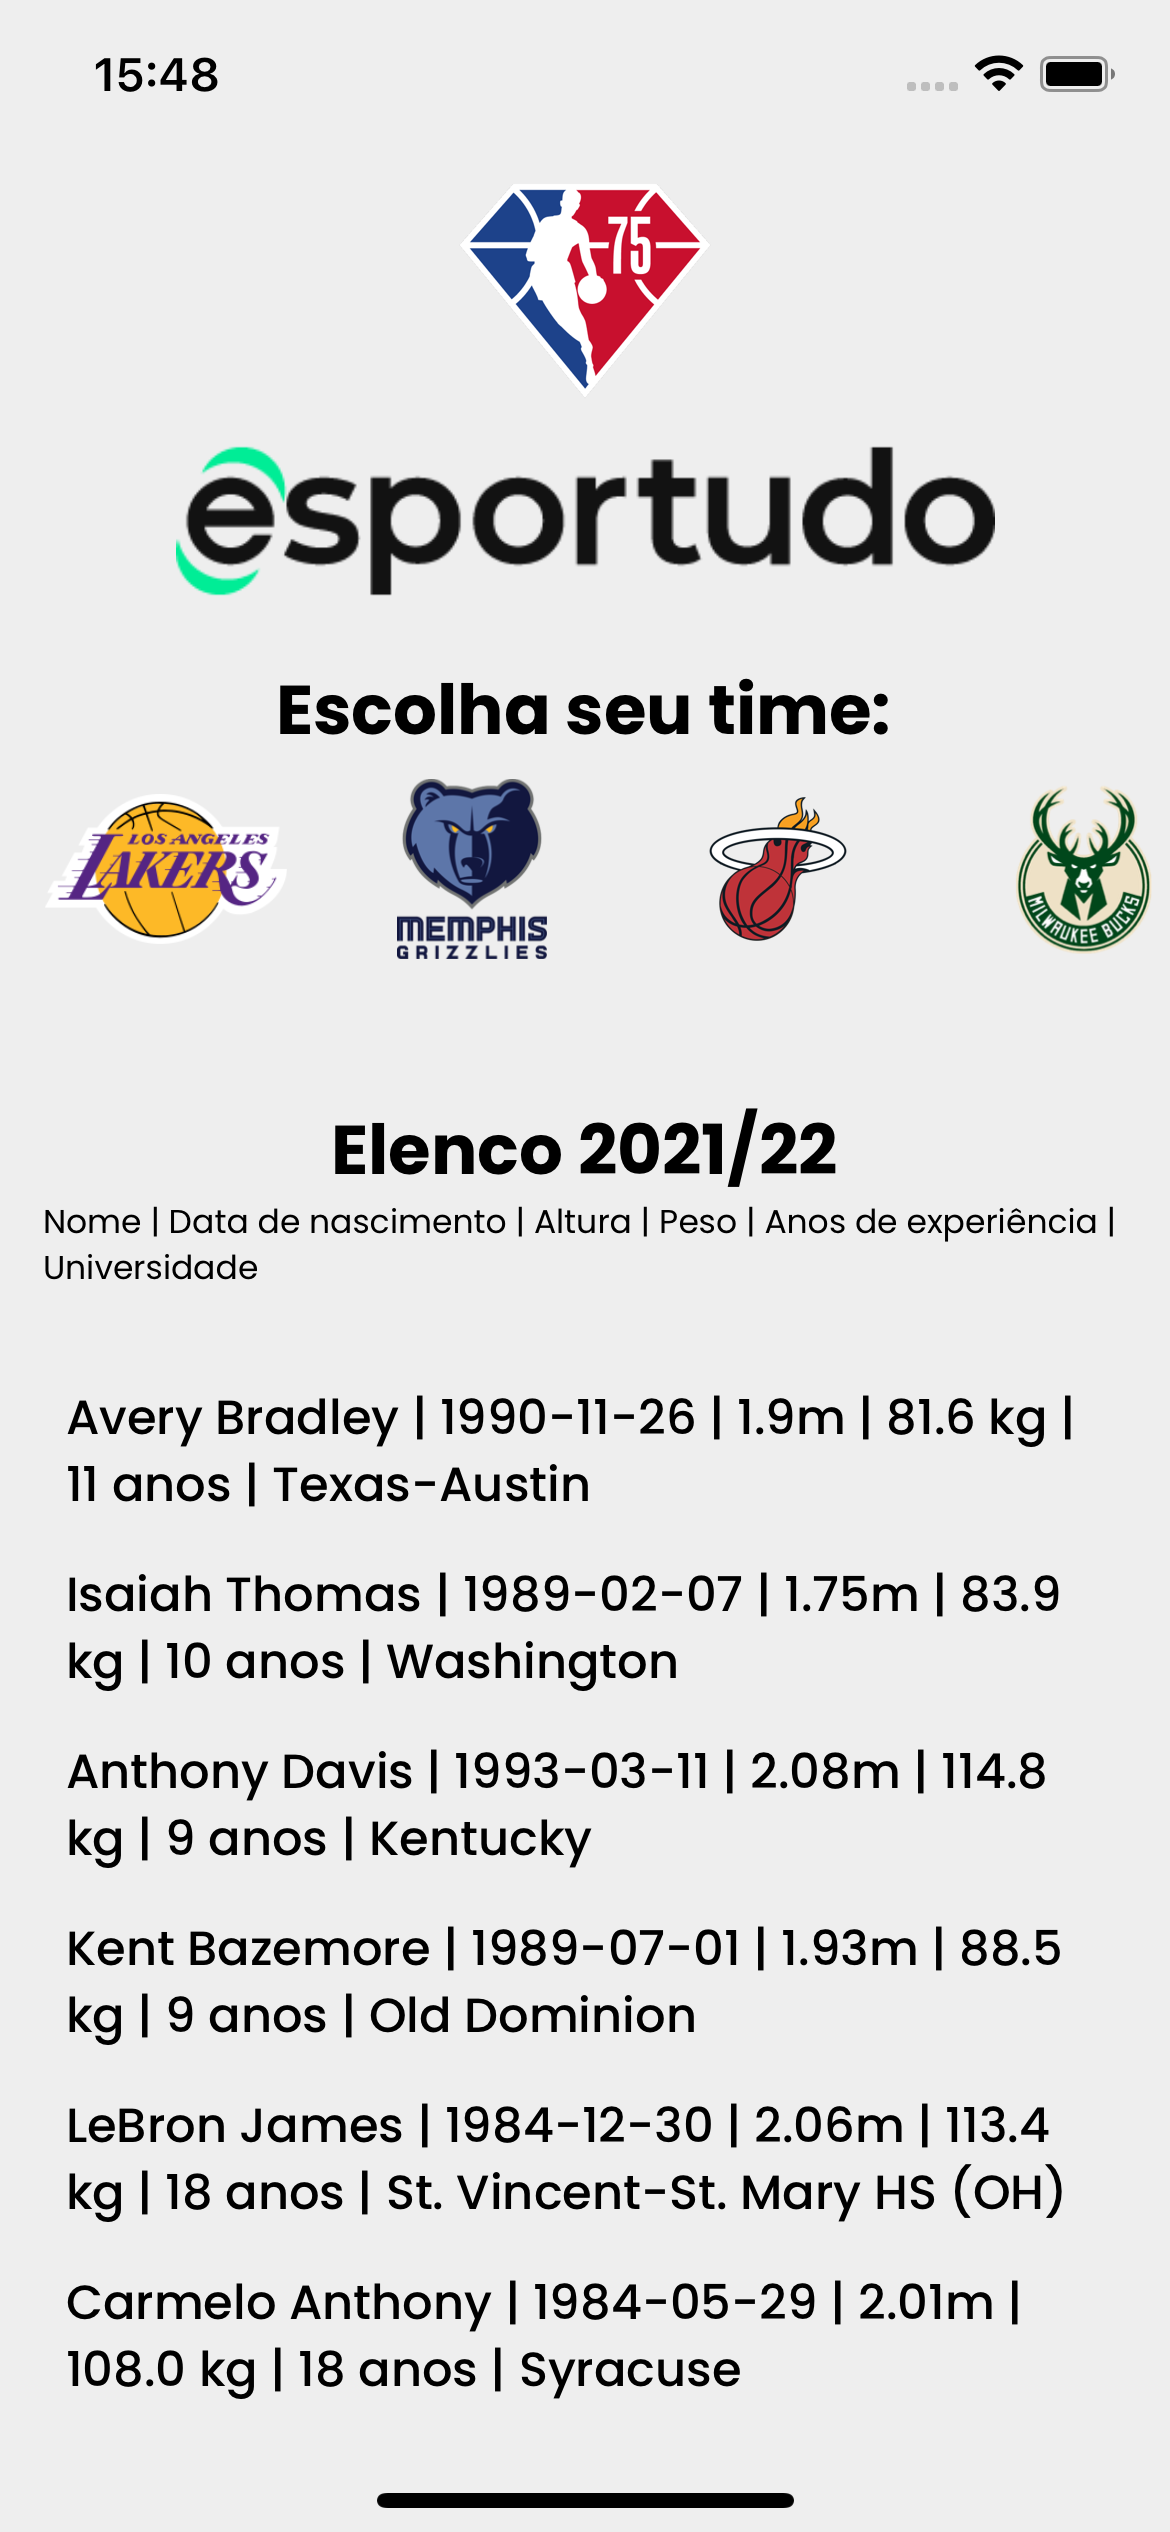 15:48
75
esportudo
Escolha seu time:
LOS ANGELES
LAKERS
MEMPHIS
GRIZZLIES
MILWAUKEE BUCKS
Elenco 2021/22
Nome | Data de nascimento | Altura | Peso | Anos de experiência |
Universidade
Avery Bradley | 1990-11-26 | 1.9m | 81.6 kg |
11 anos | Texas-Austin
Isaiah Thomas | 1989-02-07 | 1.75m | 83.9
kg | 10 anos | Washington
Anthony Davis | 1993-03-11 | 2.08m | 114.8
kg | 9 anos | Kentucky
Kent Bazemore | 1989-07-01 | 1.93m | 88.5
kg | 9 anos | Old Dominion
LeBron James | 1984-12-30 | 2.06m | 113.4
kg | 18 anos | St. Vincent-St. Mary HS (OH)
Carmelo Anthony | 1984-05-29 | 2.01m |
108.0 kg | 18 anos | Syracuse